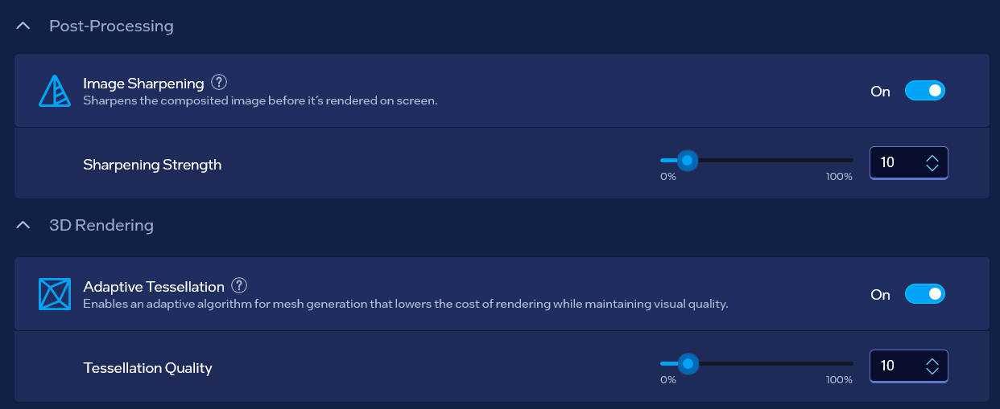 Post-Processing
Image Sharpening ?
Sharpens the composited image before it’s rendered on screen.
On
Sharpening Strength
0%
100%
10
3D Rendering
Adaptive Tessellation ?
Enables an adaptive algorithm for mesh generation that lowers the cost of rendering while maintaining visual quality.
On
Tessellation Quality
0%
100%
10